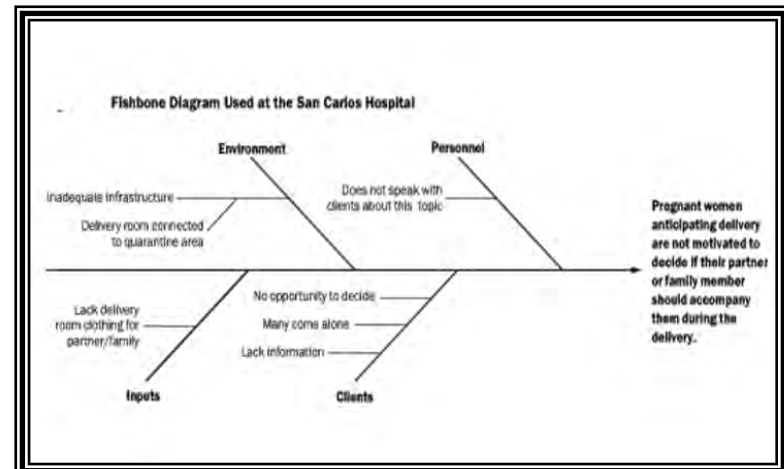 Fishbone Diagram Used at the San Carlos Hospital
Environment
Personnel
Inadequate infrastructure
Delivery room connected
to quarantine area
Does not speak with
clients about this topic
Pregnant women
anticipating delivery
are not motivated to
decide if their partner
or family member
should accompany
them during the
delivery.
Lack delivery
room clothing for
partner/family
No opportunity to decide
Many come alone
Lack information
Inputs
Clients